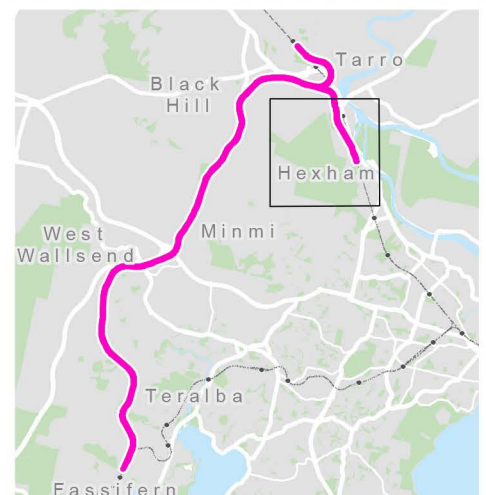 Tarro
Black
Hill
Hexham
West
Wallsend
Minmi
Teralba
Fassifern